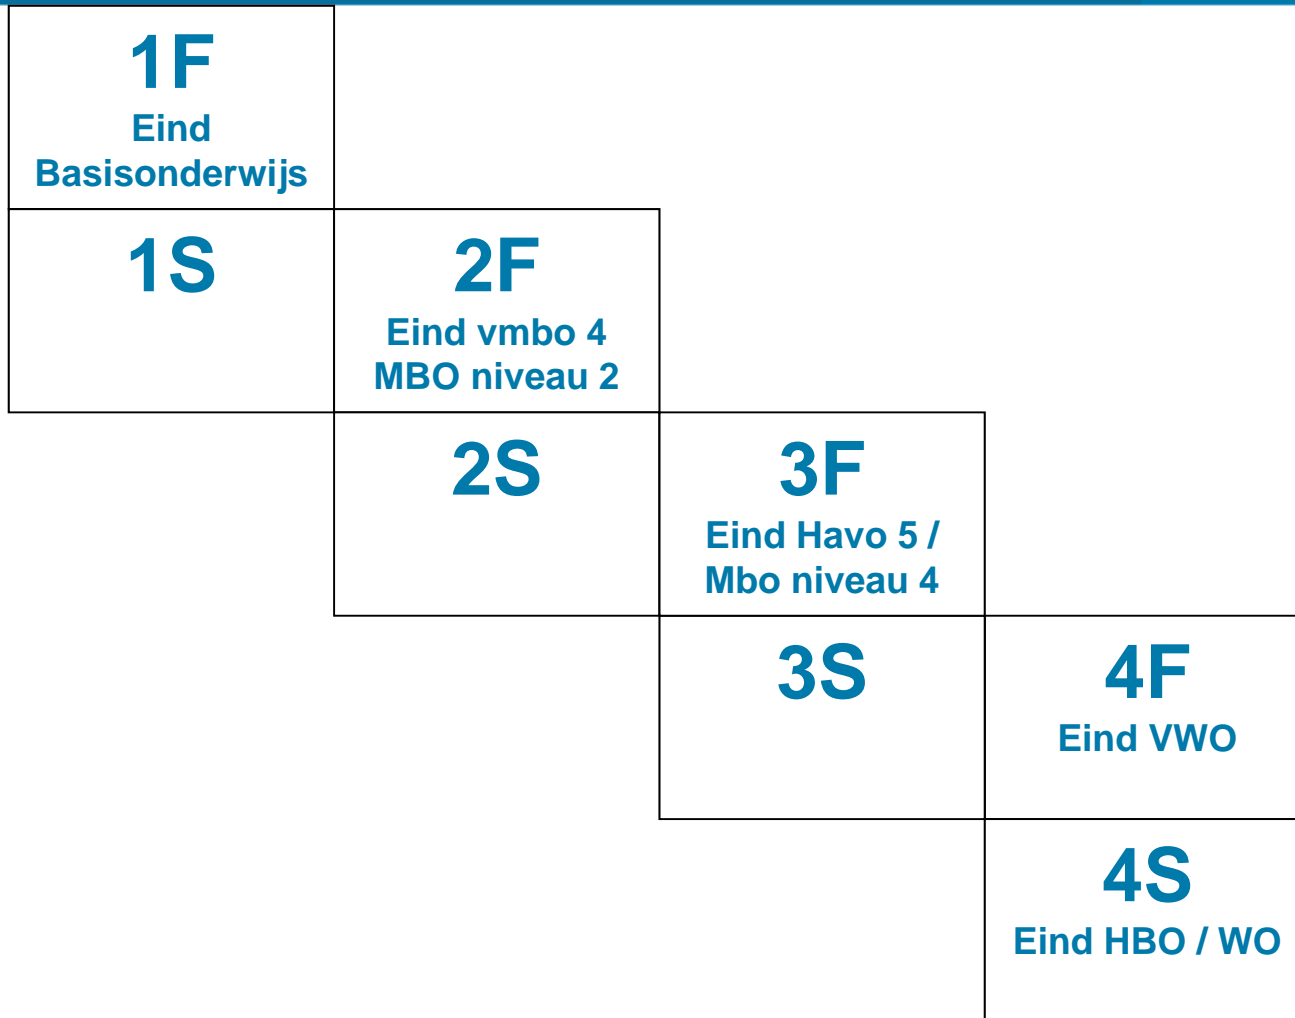 1F
Eind
Basisonderwijs
1S
2F
Eind vmbo 4
MBO niveau 2
2S
3F
Eind Havo 5 /
Mbo niveau 4
3S
4F
Eind VWO
4S
Eind HBO / WO